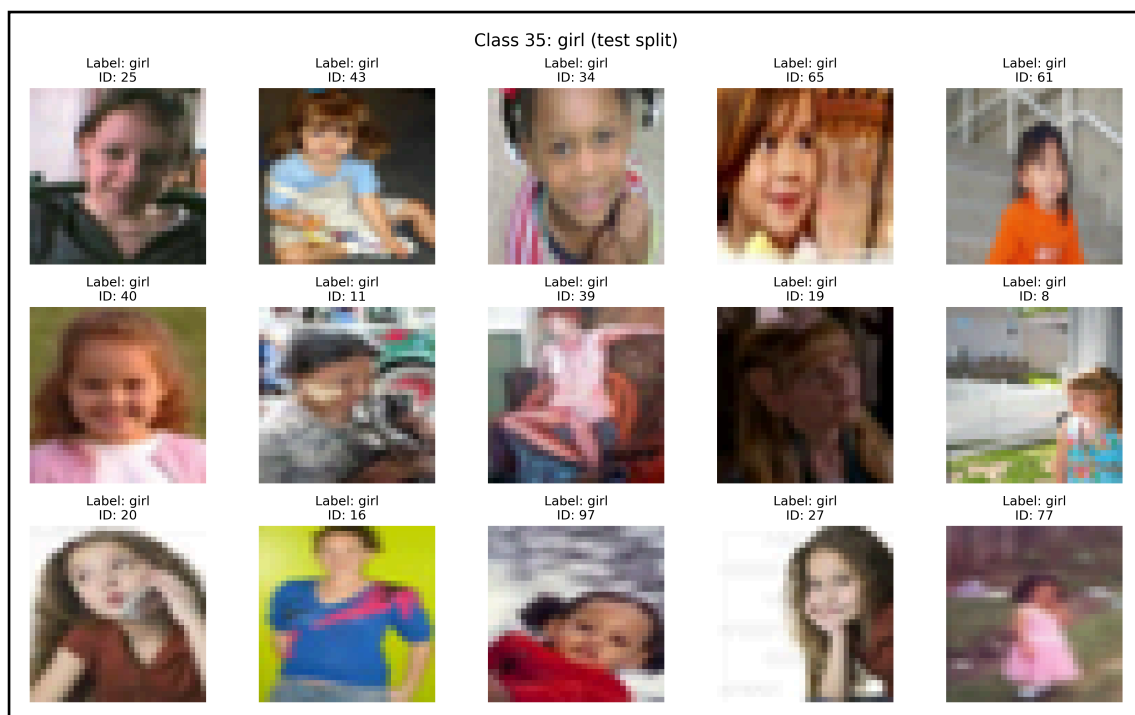 Class 35: girl (test split)
Label: girl
ID: 25
Label: girl
ID: 43
Label: girl
ID: 34
Label: girl
ID: 65
Label: girl
ID: 61
Label: girl
ID: 40
Label: girl
ID: 11
Label: girl
ID: 39
Label: girl
ID: 19
Label: girl
ID: 8
Label: girl
ID: 20
Label: girl
ID: 16
Label: girl
ID: 97
Label: girl
ID: 27
Label: girl
ID: 77